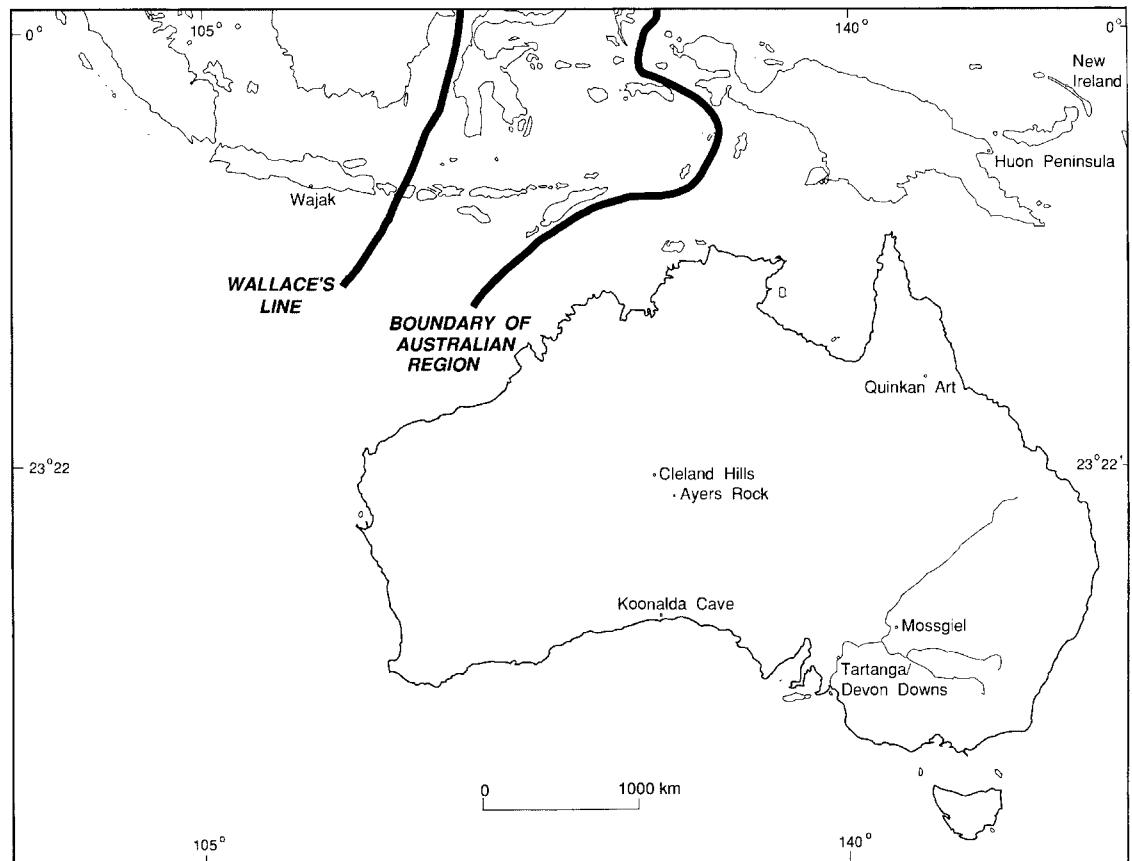 105°
140°
0°
0°
New
Ireland
Huon Peninsula
Wajak
WALLACE'S
LINE
BOUNDARY OF
AUSTRALIAN
REGION
Quinkan Art
23°22
23°22'
Cleland Hills
Ayers Rock
Koonalda Cave
Mossgiel
Tartanga/
Devon Downs
0
1000 km
105°
140°